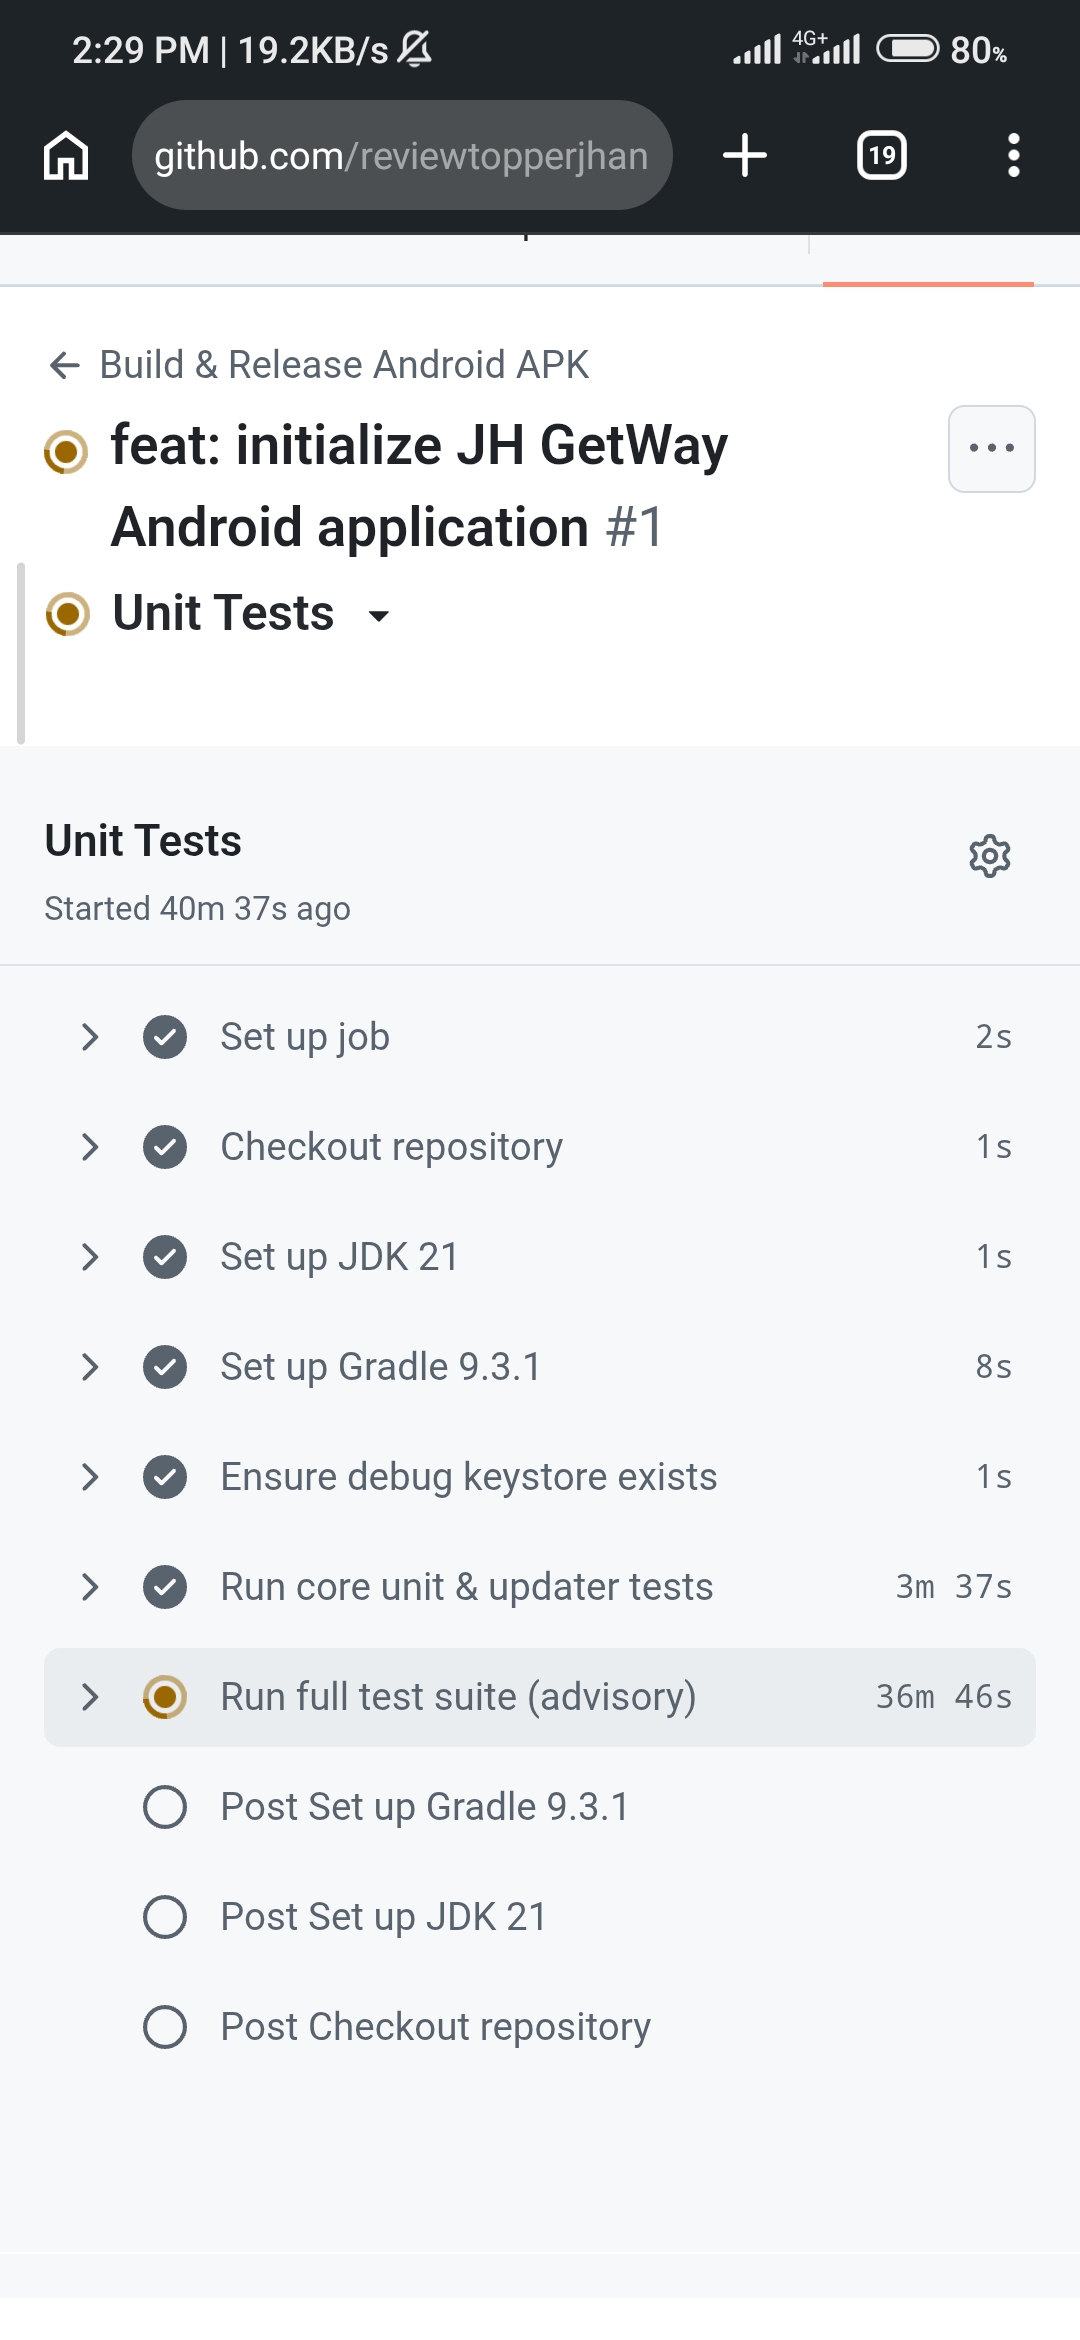 2:29 PM | 19.2KB/s 4G+ 80%
github.com/reviewtopperjhan 19
Build & Release Android APK
feat: initialize JH GetWay
Android application #1
Unit Tests
Unit Tests
Started 40m 37s ago
Set up job 2s
Checkout repository 1s
Set up JDK 21 1s
Set up Gradle 9.3.1 8s
Ensure debug keystore exists 1s
Run core unit & updater tests 3m 37s
Run full test suite (advisory) 36m 46s
Post Set up Gradle 9.3.1
Post Set up JDK 21
Post Checkout repository